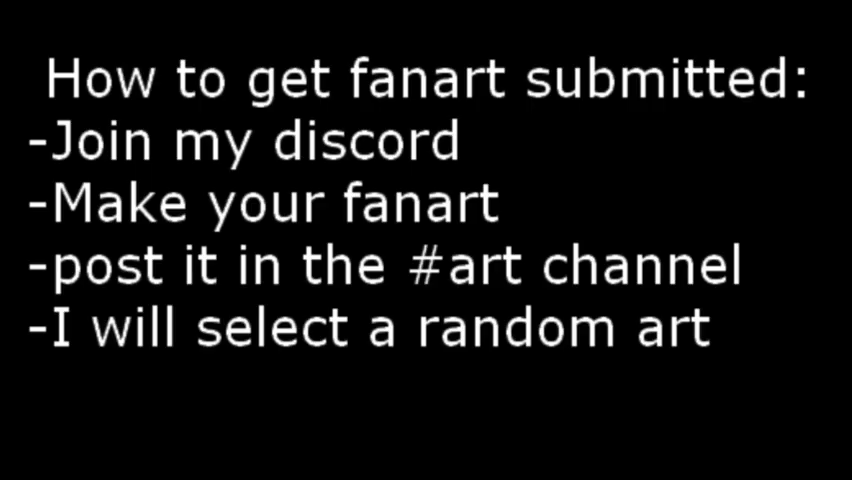 How to get fanart submitted:
-Join my discord
-Make your fanart
-post it in the #art channel
-I will select a random art